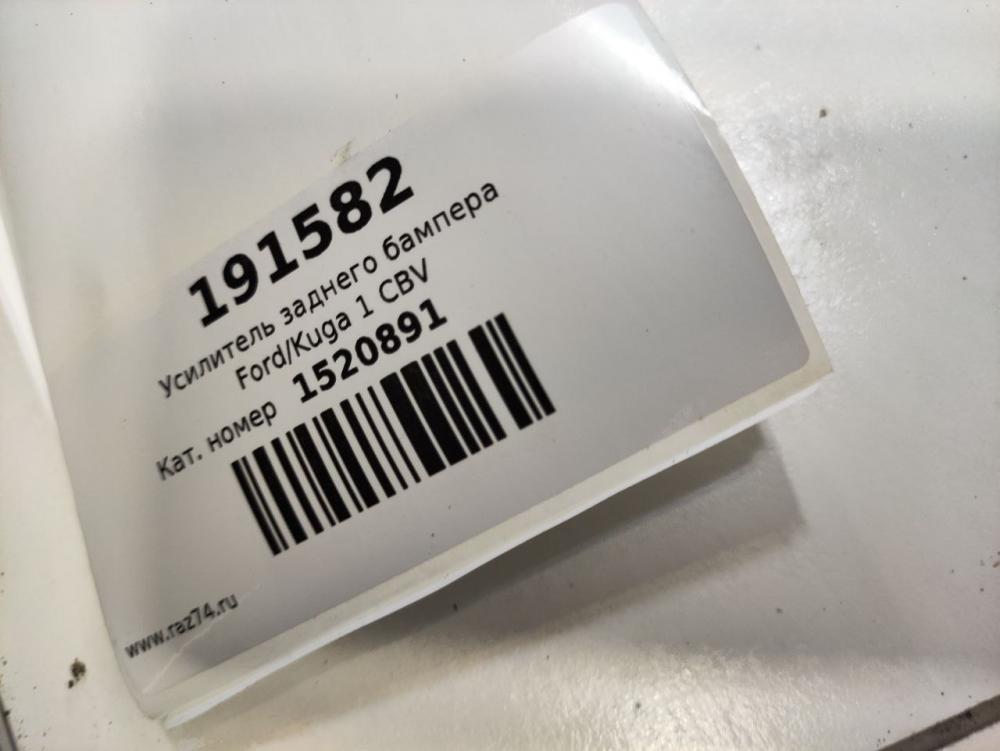 191582
Усилитель заднего бампера
Ford/Kuga 1 CBV
Кат. номер 1520891
www.raz74.ru